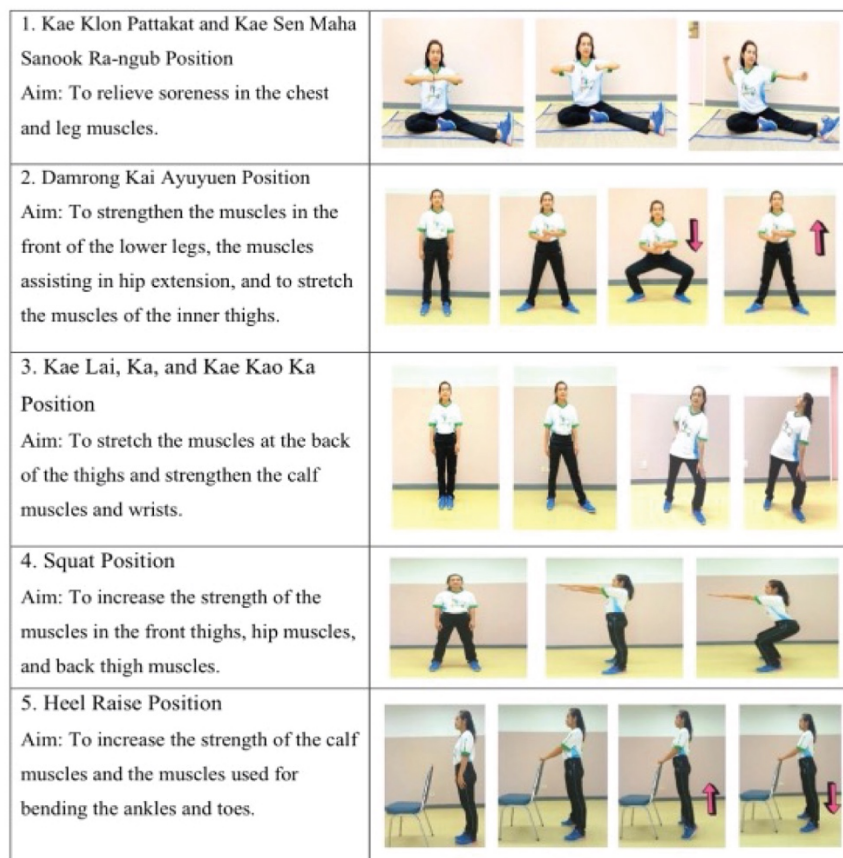 1. Kae Klon Pattakat and Kae Sen Maha
Sanook Ra-ngub Position
Aim: To relieve soreness in the chest
and leg muscles.
2. Damrong Kai Ayuyuen Position
Aim: To strengthen the muscles in the
front of the lower legs, the muscles
assisting in hip extension, and to stretch
the muscles of the inner thighs.
3. Kae Lai, Ka, and Kae Kao Ka
Position
Aim: To stretch the muscles at the back
of the thighs and strengthen the calf
muscles and wrists.
4. Squat Position
Aim: To increase the strength of the
muscles in the front thighs, hip muscles,
and back thigh muscles.
5. Heel Raise Position
Aim: To increase the strength of the calf
muscles and the muscles used for
bending the ankles and toes.